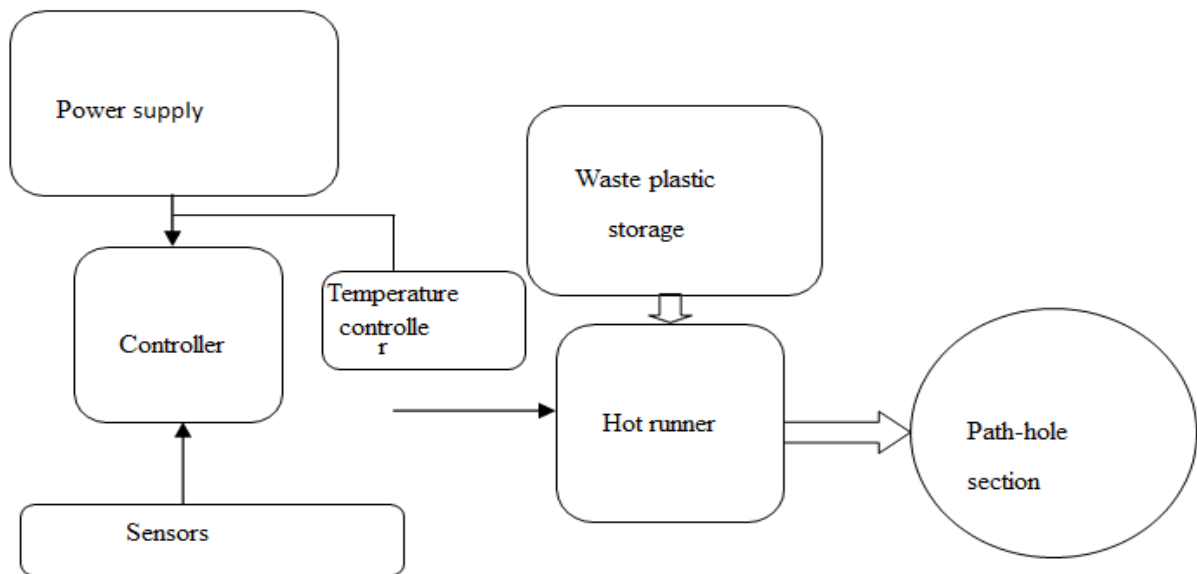 Power supply
Waste plastic
storage
Temperature
controlle
r
Controller
Hot runner
Path-hole
section
Sensors